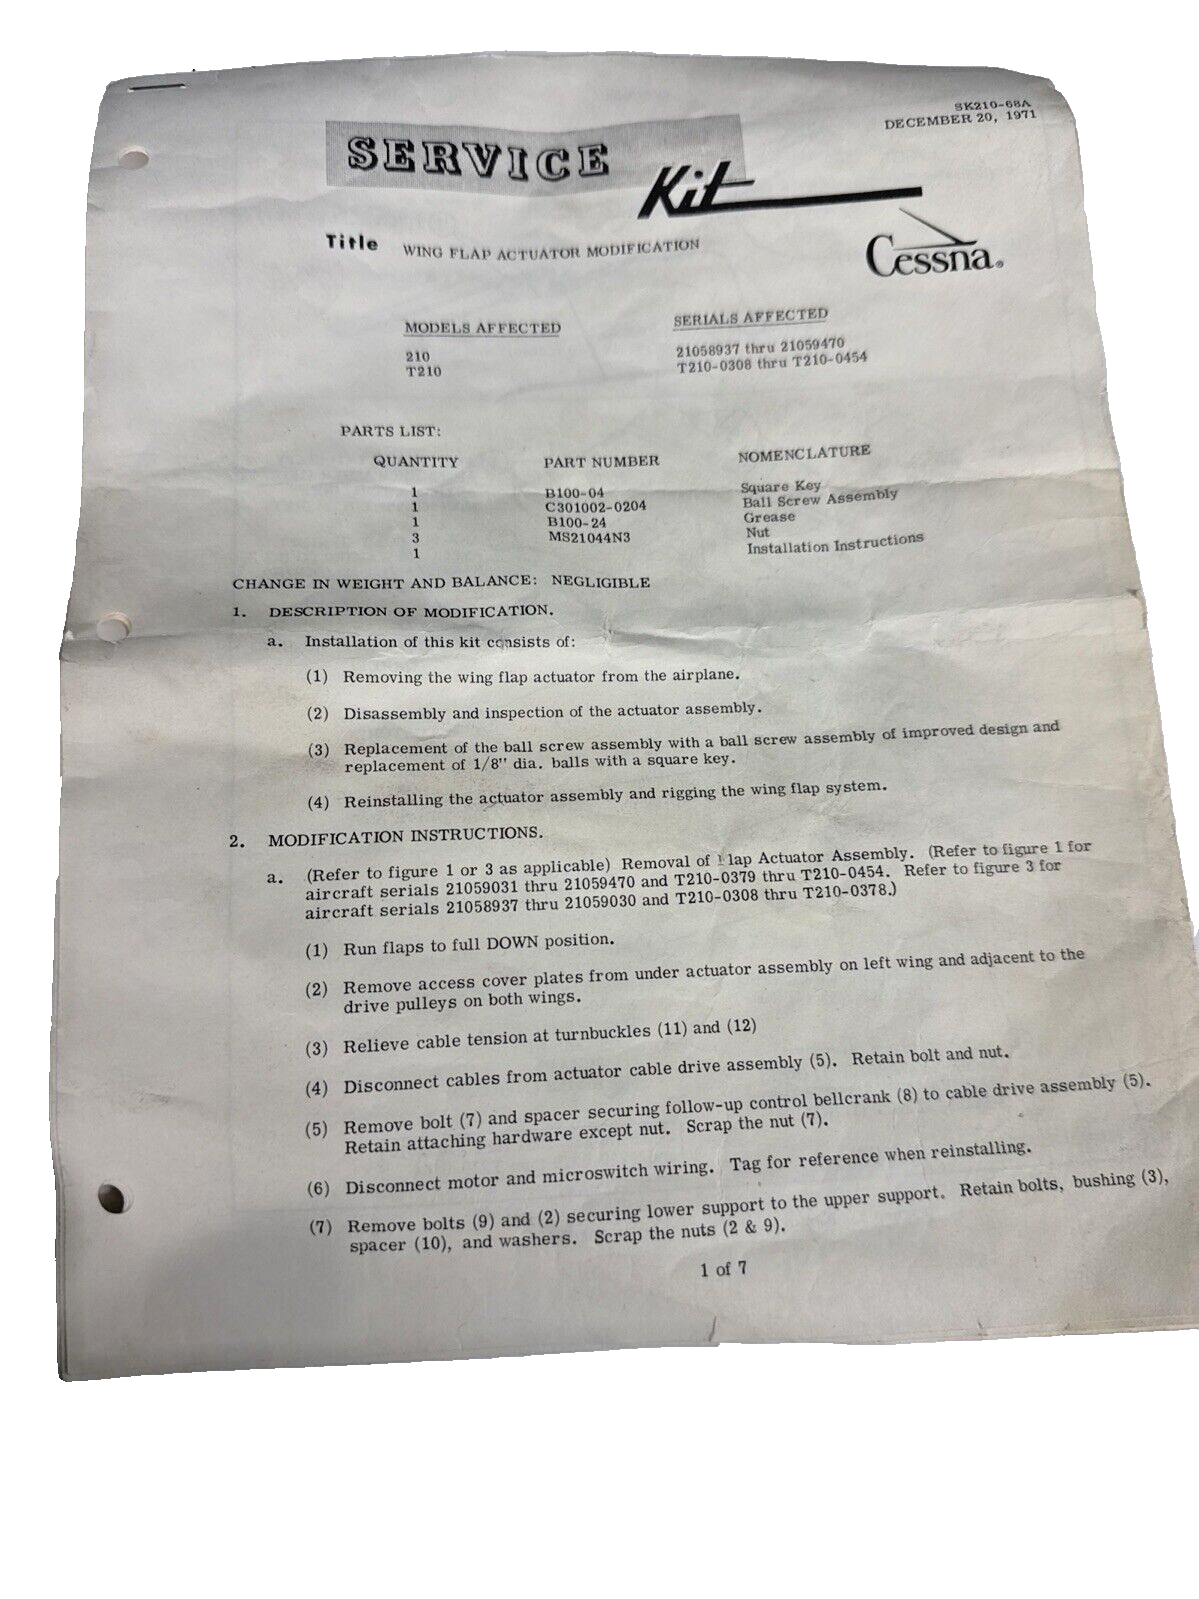 SK210-68A
DECEMBER 20, 1971
SERVICE
Kit
Cessna®
Title WING FLAP ACTUATOR MODIFICATION
MODELS AFFECTED SERIALS AFFECTED
210 21058937 thru 21059470
T210 T210-0308 thru T210-0454
PARTS LIST:
QUANTITY PART NUMBER NOMENCLATURE
1 B100-04 Square Key
1 C301002-0204 Ball Screw Assembly
1 B100-24 Grease
3 MS21044N3 Nut
1 Installation Instructions
CHANGE IN WEIGHT AND BALANCE: NEGLIGIBLE
1. DESCRIPTION OF MODIFICATION.
a. Installation of this kit consists of:
(1) Removing the wing flap actuator from the airplane.
(2) Disassembly and inspection of the actuator assembly.
(3) Replacement of the ball screw assembly with a ball screw assembly of improved design and
replacement of 1/8" dia. balls with a square key.
(4) Reinstalling the actuator assembly and rigging the wing flap system.
2. MODIFICATION INSTRUCTIONS.
a. (Refer to figure 1 or 3 as applicable) Removal of Flap Actuator Assembly. (Refer to figure 1 for
aircraft serials 21059031 thru 21059470 and T210-0379 thru T210-0454. Refer to figure 3 for
aircraft serials 21058937 thru 21059030 and T210-0308 thru T210-0378.)
(1) Run flaps to full DOWN position.
(2) Remove access cover plates from under actuator assembly on left wing and adjacent to the
drive pulleys on both wings.
(3) Relieve cable tension at turnbuckles (11) and (12)
(4) Disconnect cables from actuator cable drive assembly (5). Retain bolt and nut.
(5) Remove bolt (7) and spacer securing follow-up control bellcrank (8) to cable drive assembly (5).
Retain attaching hardware except nut. Scrap the nut (7).
(6) Disconnect motor and microswitch wiring. Tag for reference when reinstalling.
(7) Remove bolts (9) and (2) securing lower support to the upper support. Retain bolts, bushing (3),
spacer (10), and washers. Scrap the nuts (2 & 9).
1 of 7